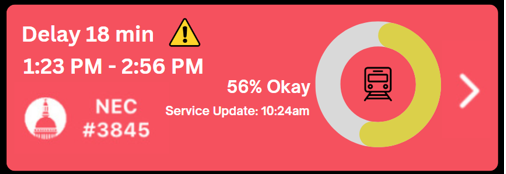 Delay 18 min
1:23 PM - 2:56 PM
56% Okay
Service Update: 10:24am
NEC
#3845